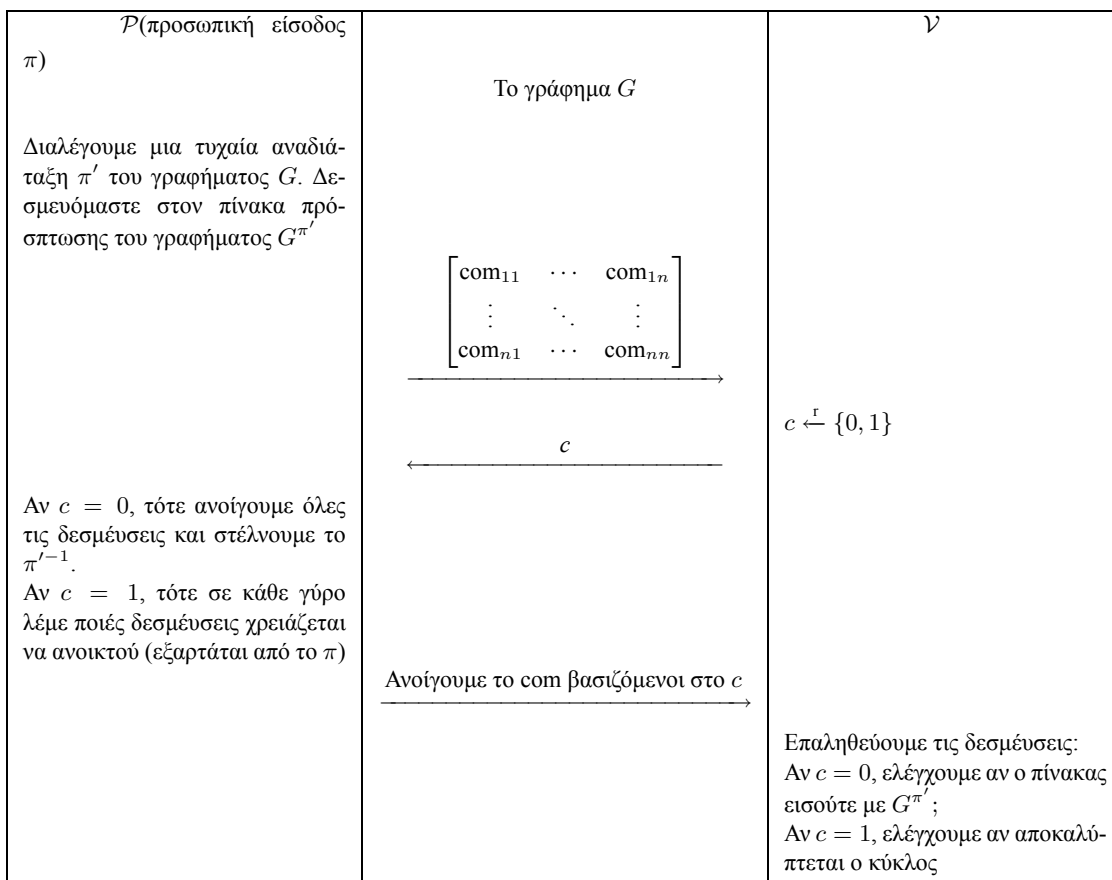 𝒫(προσωπική είσοδος
π)
𝒱
Το γράφημα G
Διαλέγουμε μια τυχαία αναδιά-
ταξη π′ του γραφήματος G. Δε-
σμευόμαστε στον πίνακα πρό-
σπτωσης του γραφήματος G^π′
com₁₁ ⋯ com₁ₙ
⋮ ⋱ ⋮
comₙ₁ ⋯ comₙₙ
c ←r {0, 1}
c
Αν c = 0, τότε ανοίγουμε όλες
τις δεσμεύσεις και στέλνουμε το
π′⁻¹.
Αν c = 1, τότε σε κάθε γύρο
λέμε ποιές δεσμέυσεις χρειάζεται
να ανοικτού (εξαρτάται από το π)
Ανοίγουμε το com βασιζόμενοι στο c
Επαληθεύουμε τις δεσμεύσεις:
Αν c = 0, ελέγχουμε αν ο πίνακας
εισούτε με G^π′;
Αν c = 1, ελέγχουμε αν αποκαλύ-
πτεται ο κύκλος